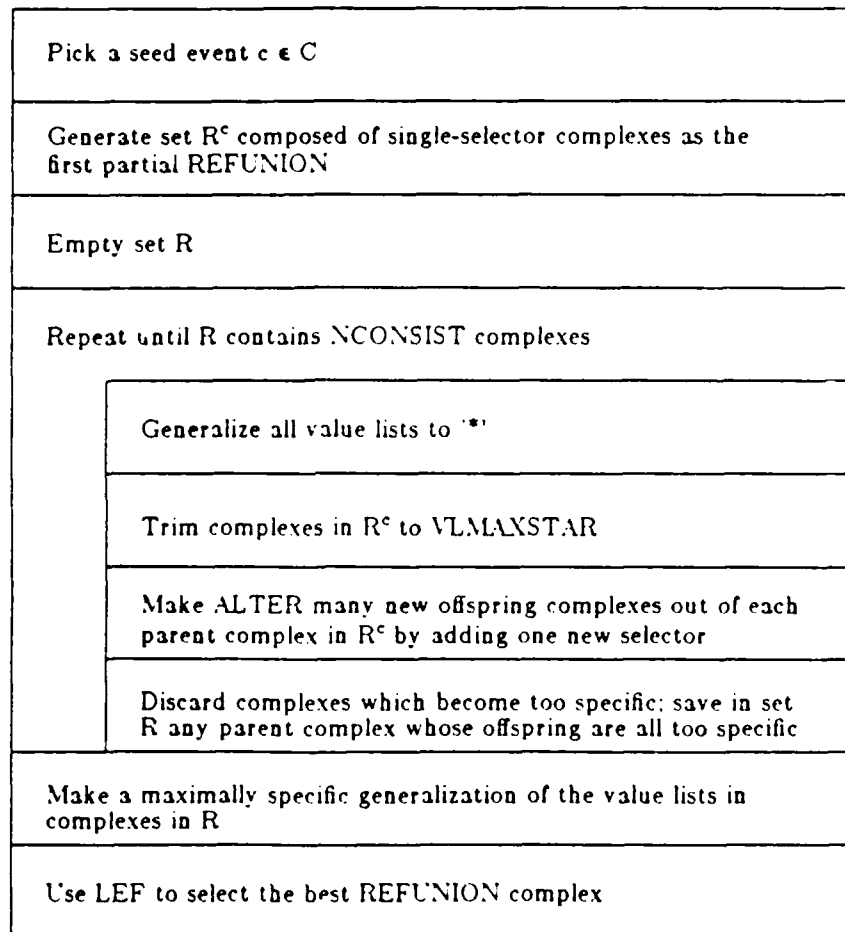 Pick a seed event c ϵ C
Generate set Rᶜ composed of single-selector complexes as the
first partial REFUNION
Empty set R
Repeat until R contains NCONSIST complexes
Generalize all value lists to '*'
Trim complexes in Rᶜ to VLMAXSTAR
Make ALTER many new offspring complexes out of each
parent complex in Rᶜ by adding one new selector
Discard complexes which become too specific; save in set
R any parent complex whose offspring are all too specific
Make a maximally specific generalization of the value lists in
complexes in R
Use LEF to select the best REFUNION complex